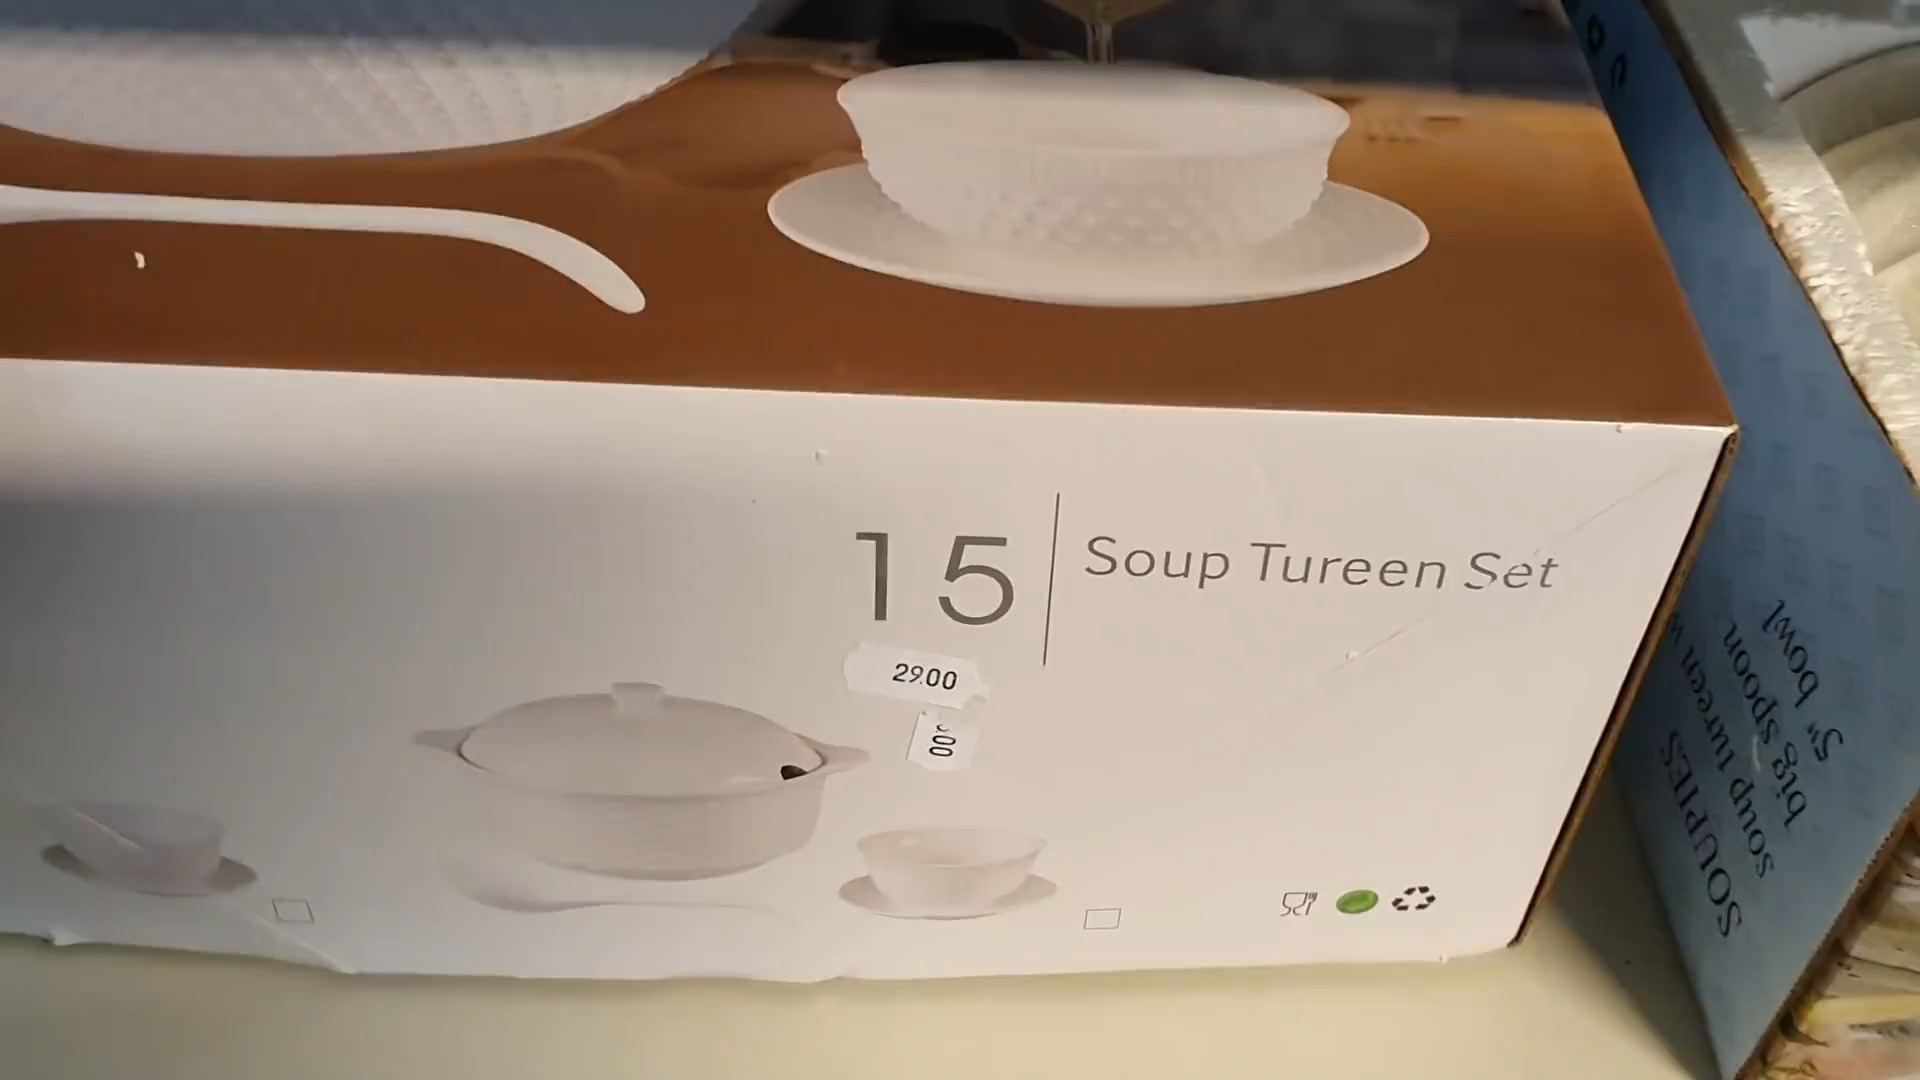 15
Soup Tureen Set
29.00
.00
SOUPIES
soup tureen
big spoon
5" bowl